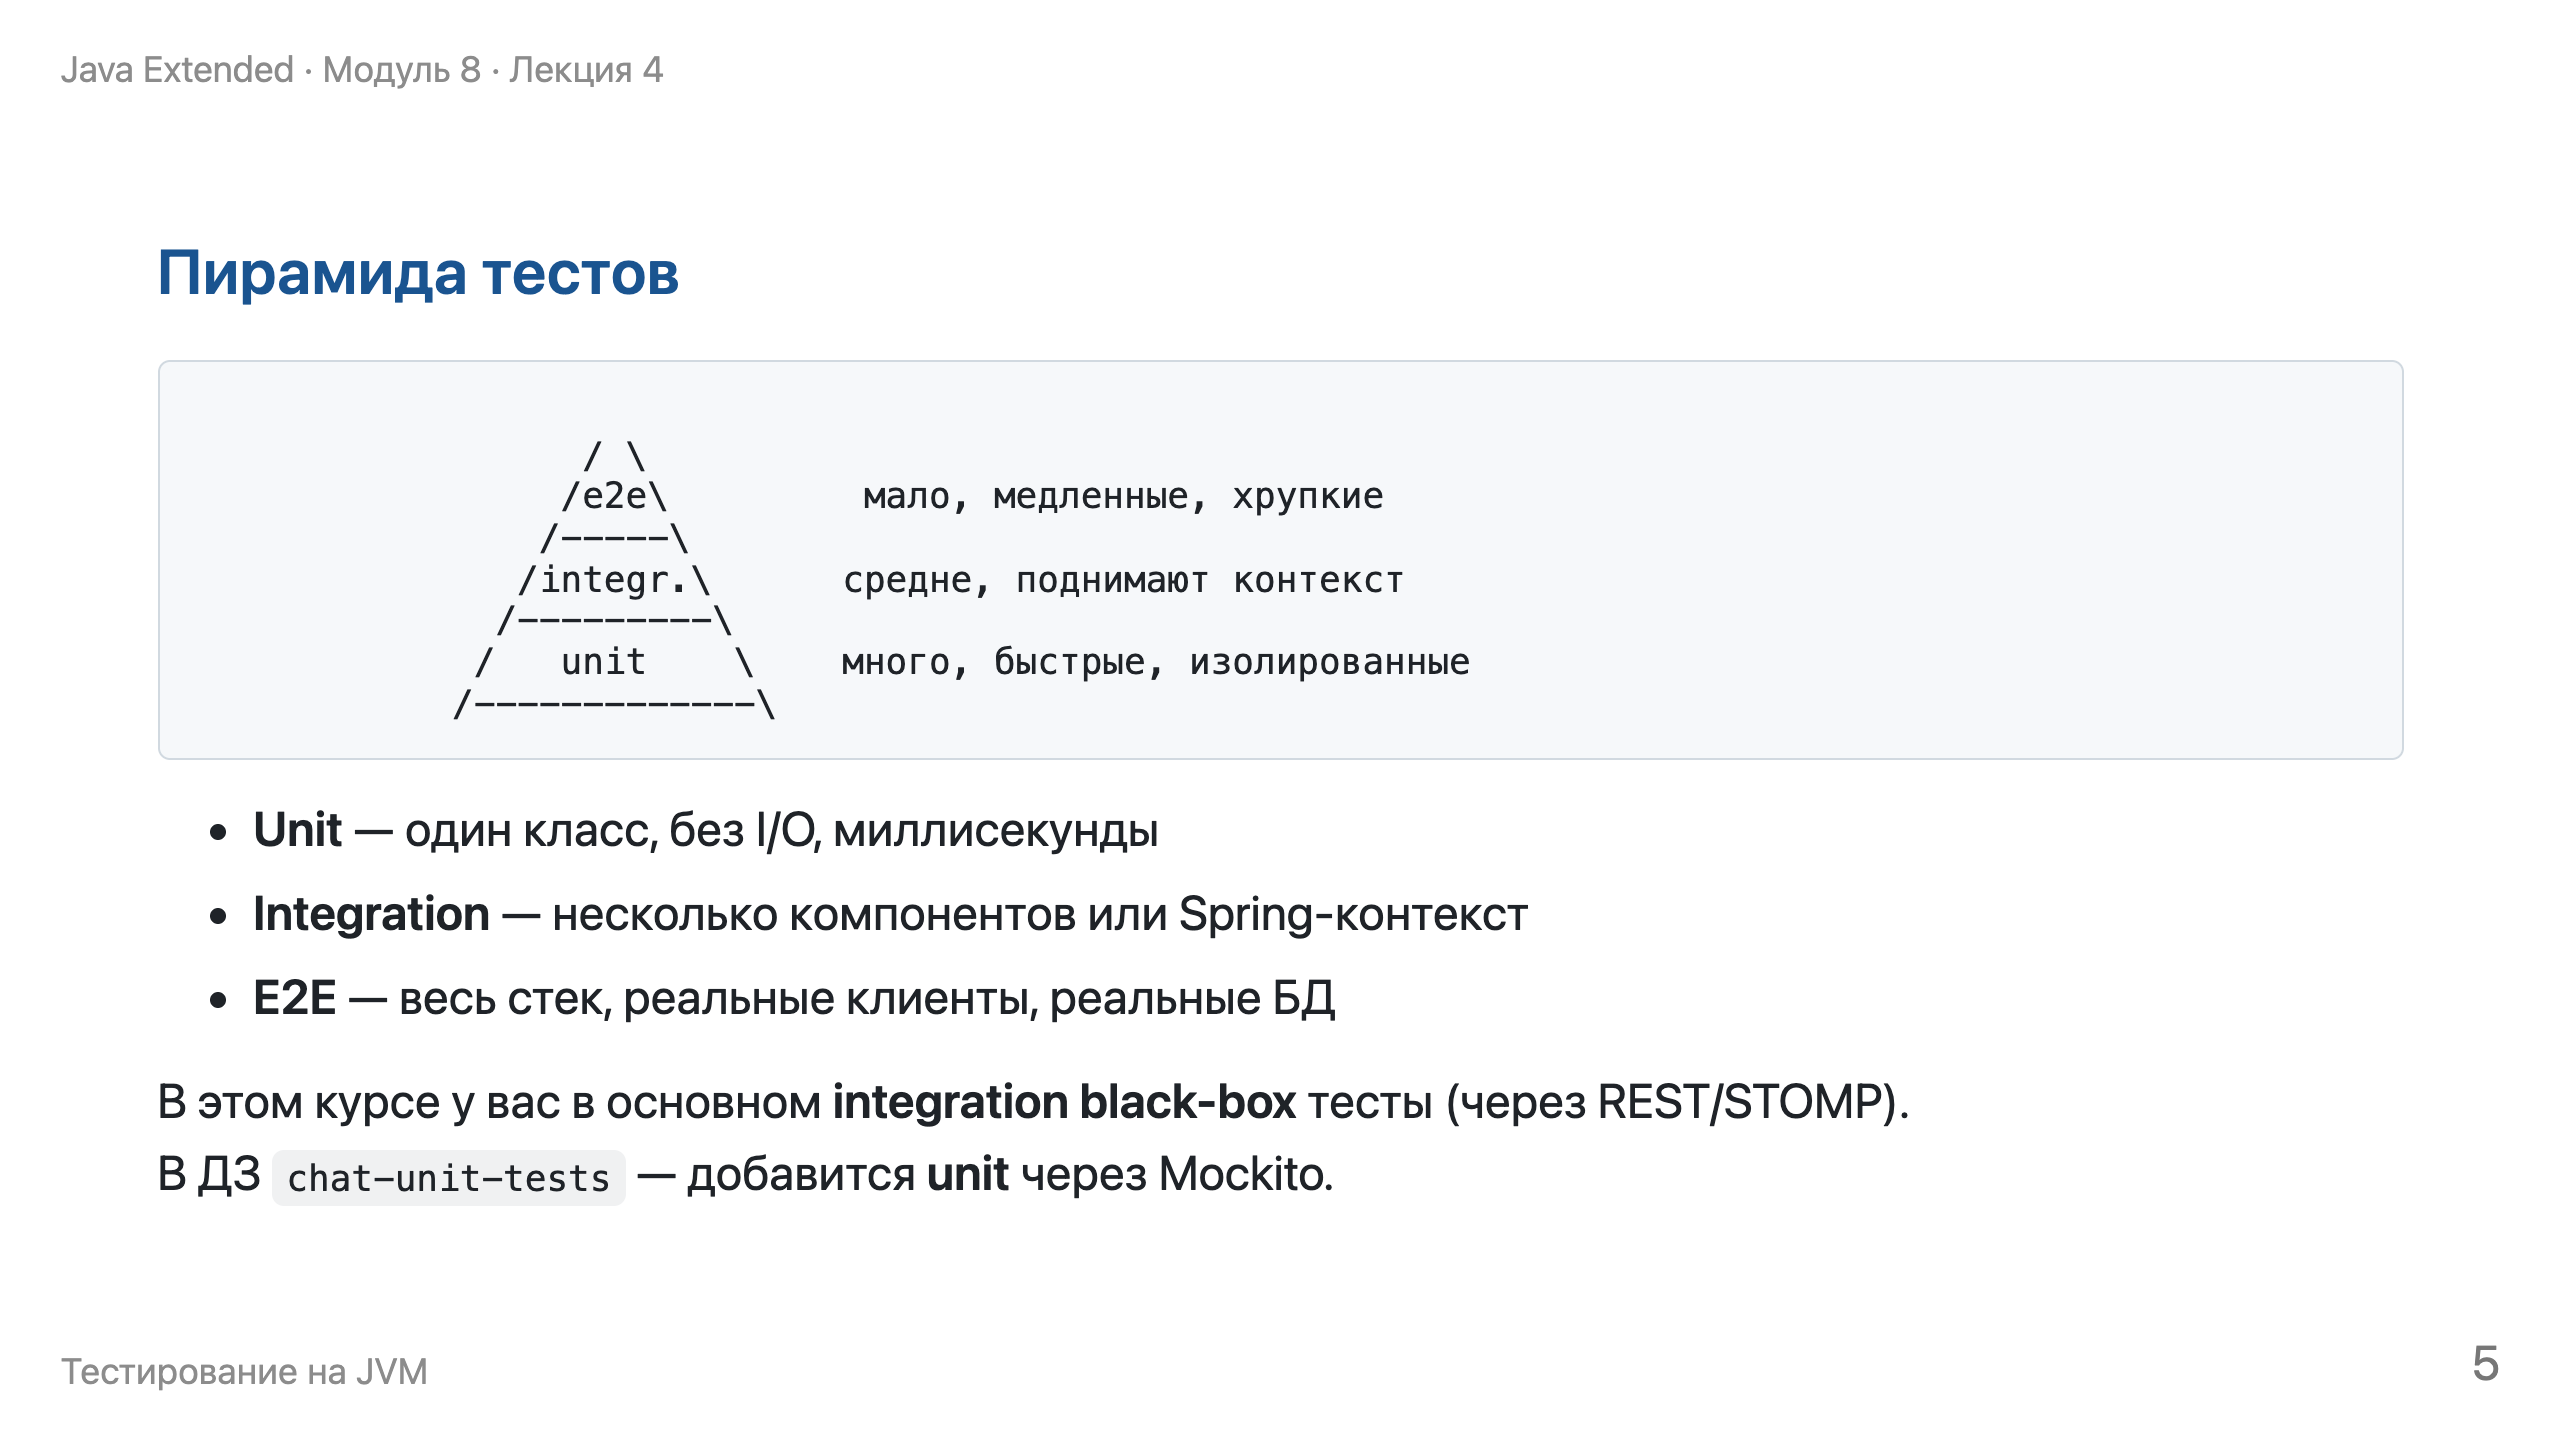 Java Extended · Модуль 8 · Лекция 4
Пирамида тестов
/ \
/e2e\ мало, медленные, хрупкие
/-----\
/integr.\ средне, поднимают контекст
/---------\
/ unit \ много, быстрые, изолированные
/-------------\
• Unit — один класс, без I/O, миллисекунды
• Integration — несколько компонентов или Spring-контекст
• E2E — весь стек, реальные клиенты, реальные БД
В этом курсе у вас в основном integration black-box тесты (через REST/STOMP).
В ДЗ chat-unit-tests — добавится unit через Mockito.
Тестирование на JVM
5